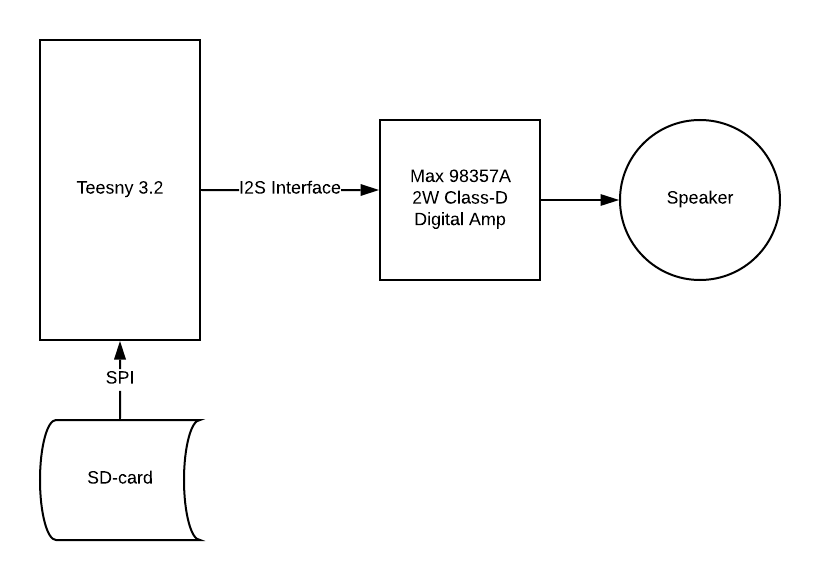 Teesny 3.2
I2S Interface
Max 98357A
2W Class-D
Digital Amp
Speaker
SPI
SD-card